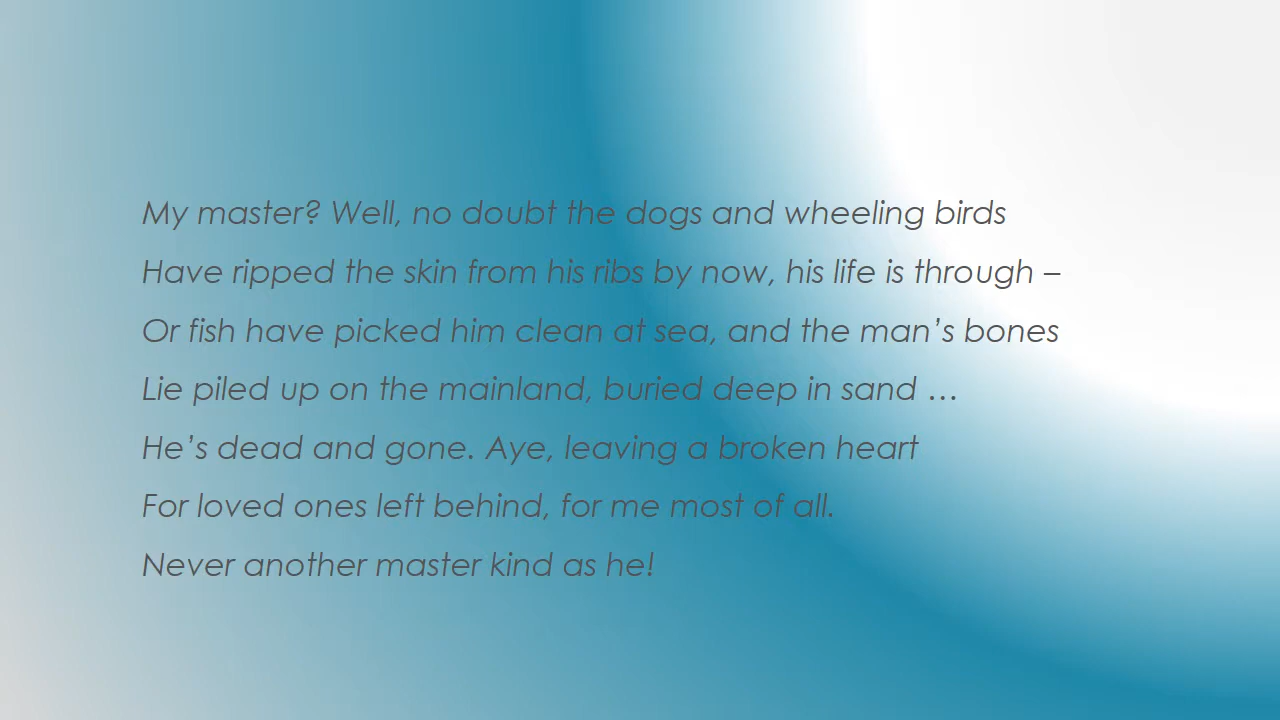 My master? Well, no doubt the dogs and wheeling birds
Have ripped the skin from his ribs by now, his life is through –
Or fish have picked him clean at sea, and the man’s bones
Lie piled up on the mainland, buried deep in sand …
He’s dead and gone. Aye, leaving a broken heart
For loved ones left behind, for me most of all.
Never another master kind as he!